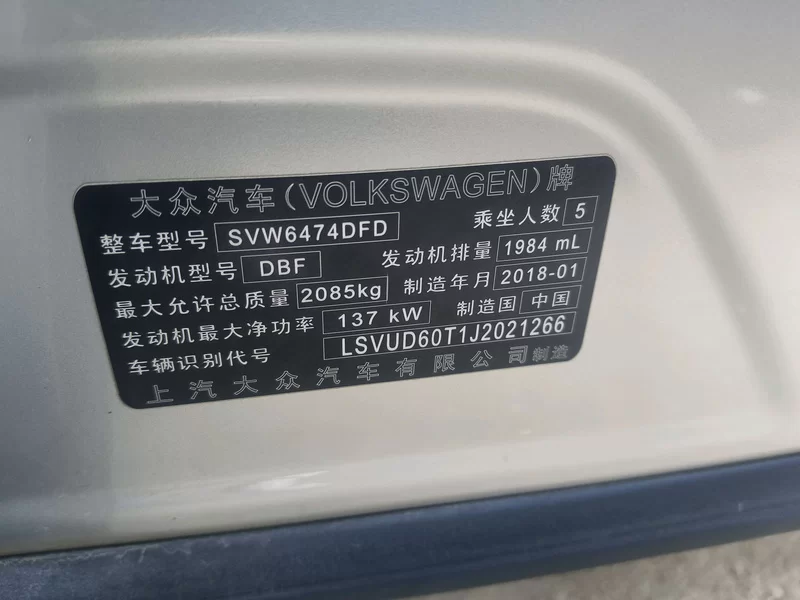 大众汽车(VOLKSWAGEN)牌
整车型号 SVW6474DFD 乘坐人数 5
发动机型号 DBF 发动机排量 1984 mL
最大允许总质量 2085kg 制造年月 2018-01
发动机最大净功率 137 kW 制造国 中国
车辆识别代号 LSVUD60T1J2021266
上汽大众汽车有限公司制造